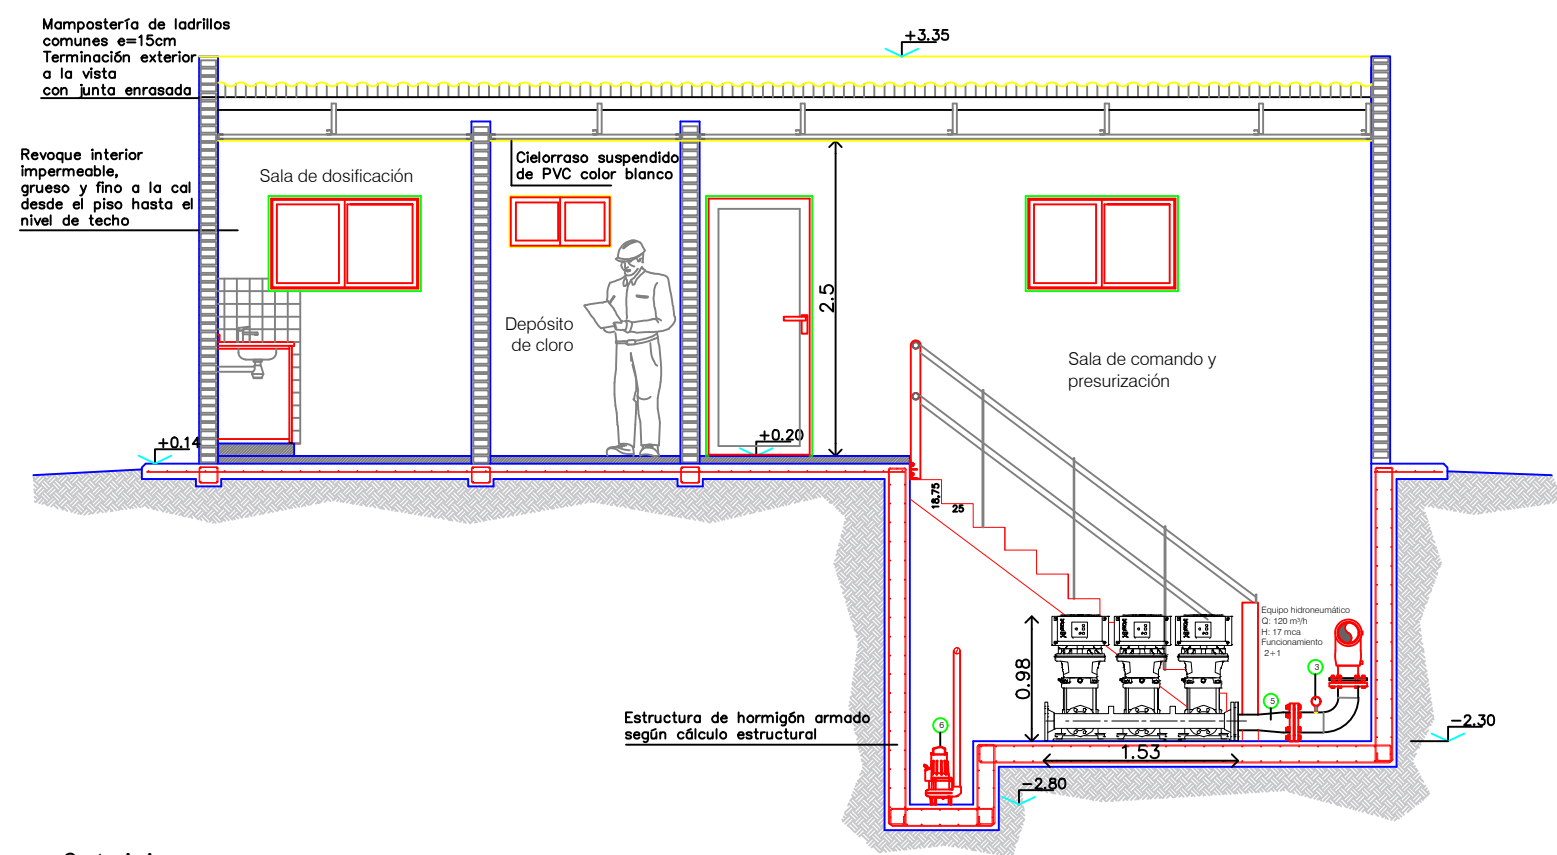 Mampostería de ladrillos
comunes e=15cm
Terminación exterior
a la vista
con junta enrasada
+3.35
Revoque interior
impermeable,
grueso y fino a la cal
desde el piso hasta el
nivel de techo
Sala de dosificación
Cielorraso suspendido
de PVC color blanco
2.5
Depósito
de cloro
Sala de comando y
presurización
+0.14
+0.20
18,75
25
Equipo hidroneumático
Q: 120 m³/h
H: 17 mca
Funcionamiento
2+1
0.98
3
5
6
Estructura de hormigón armado
según cálculo estructural
-2.30
1.53
-2.80